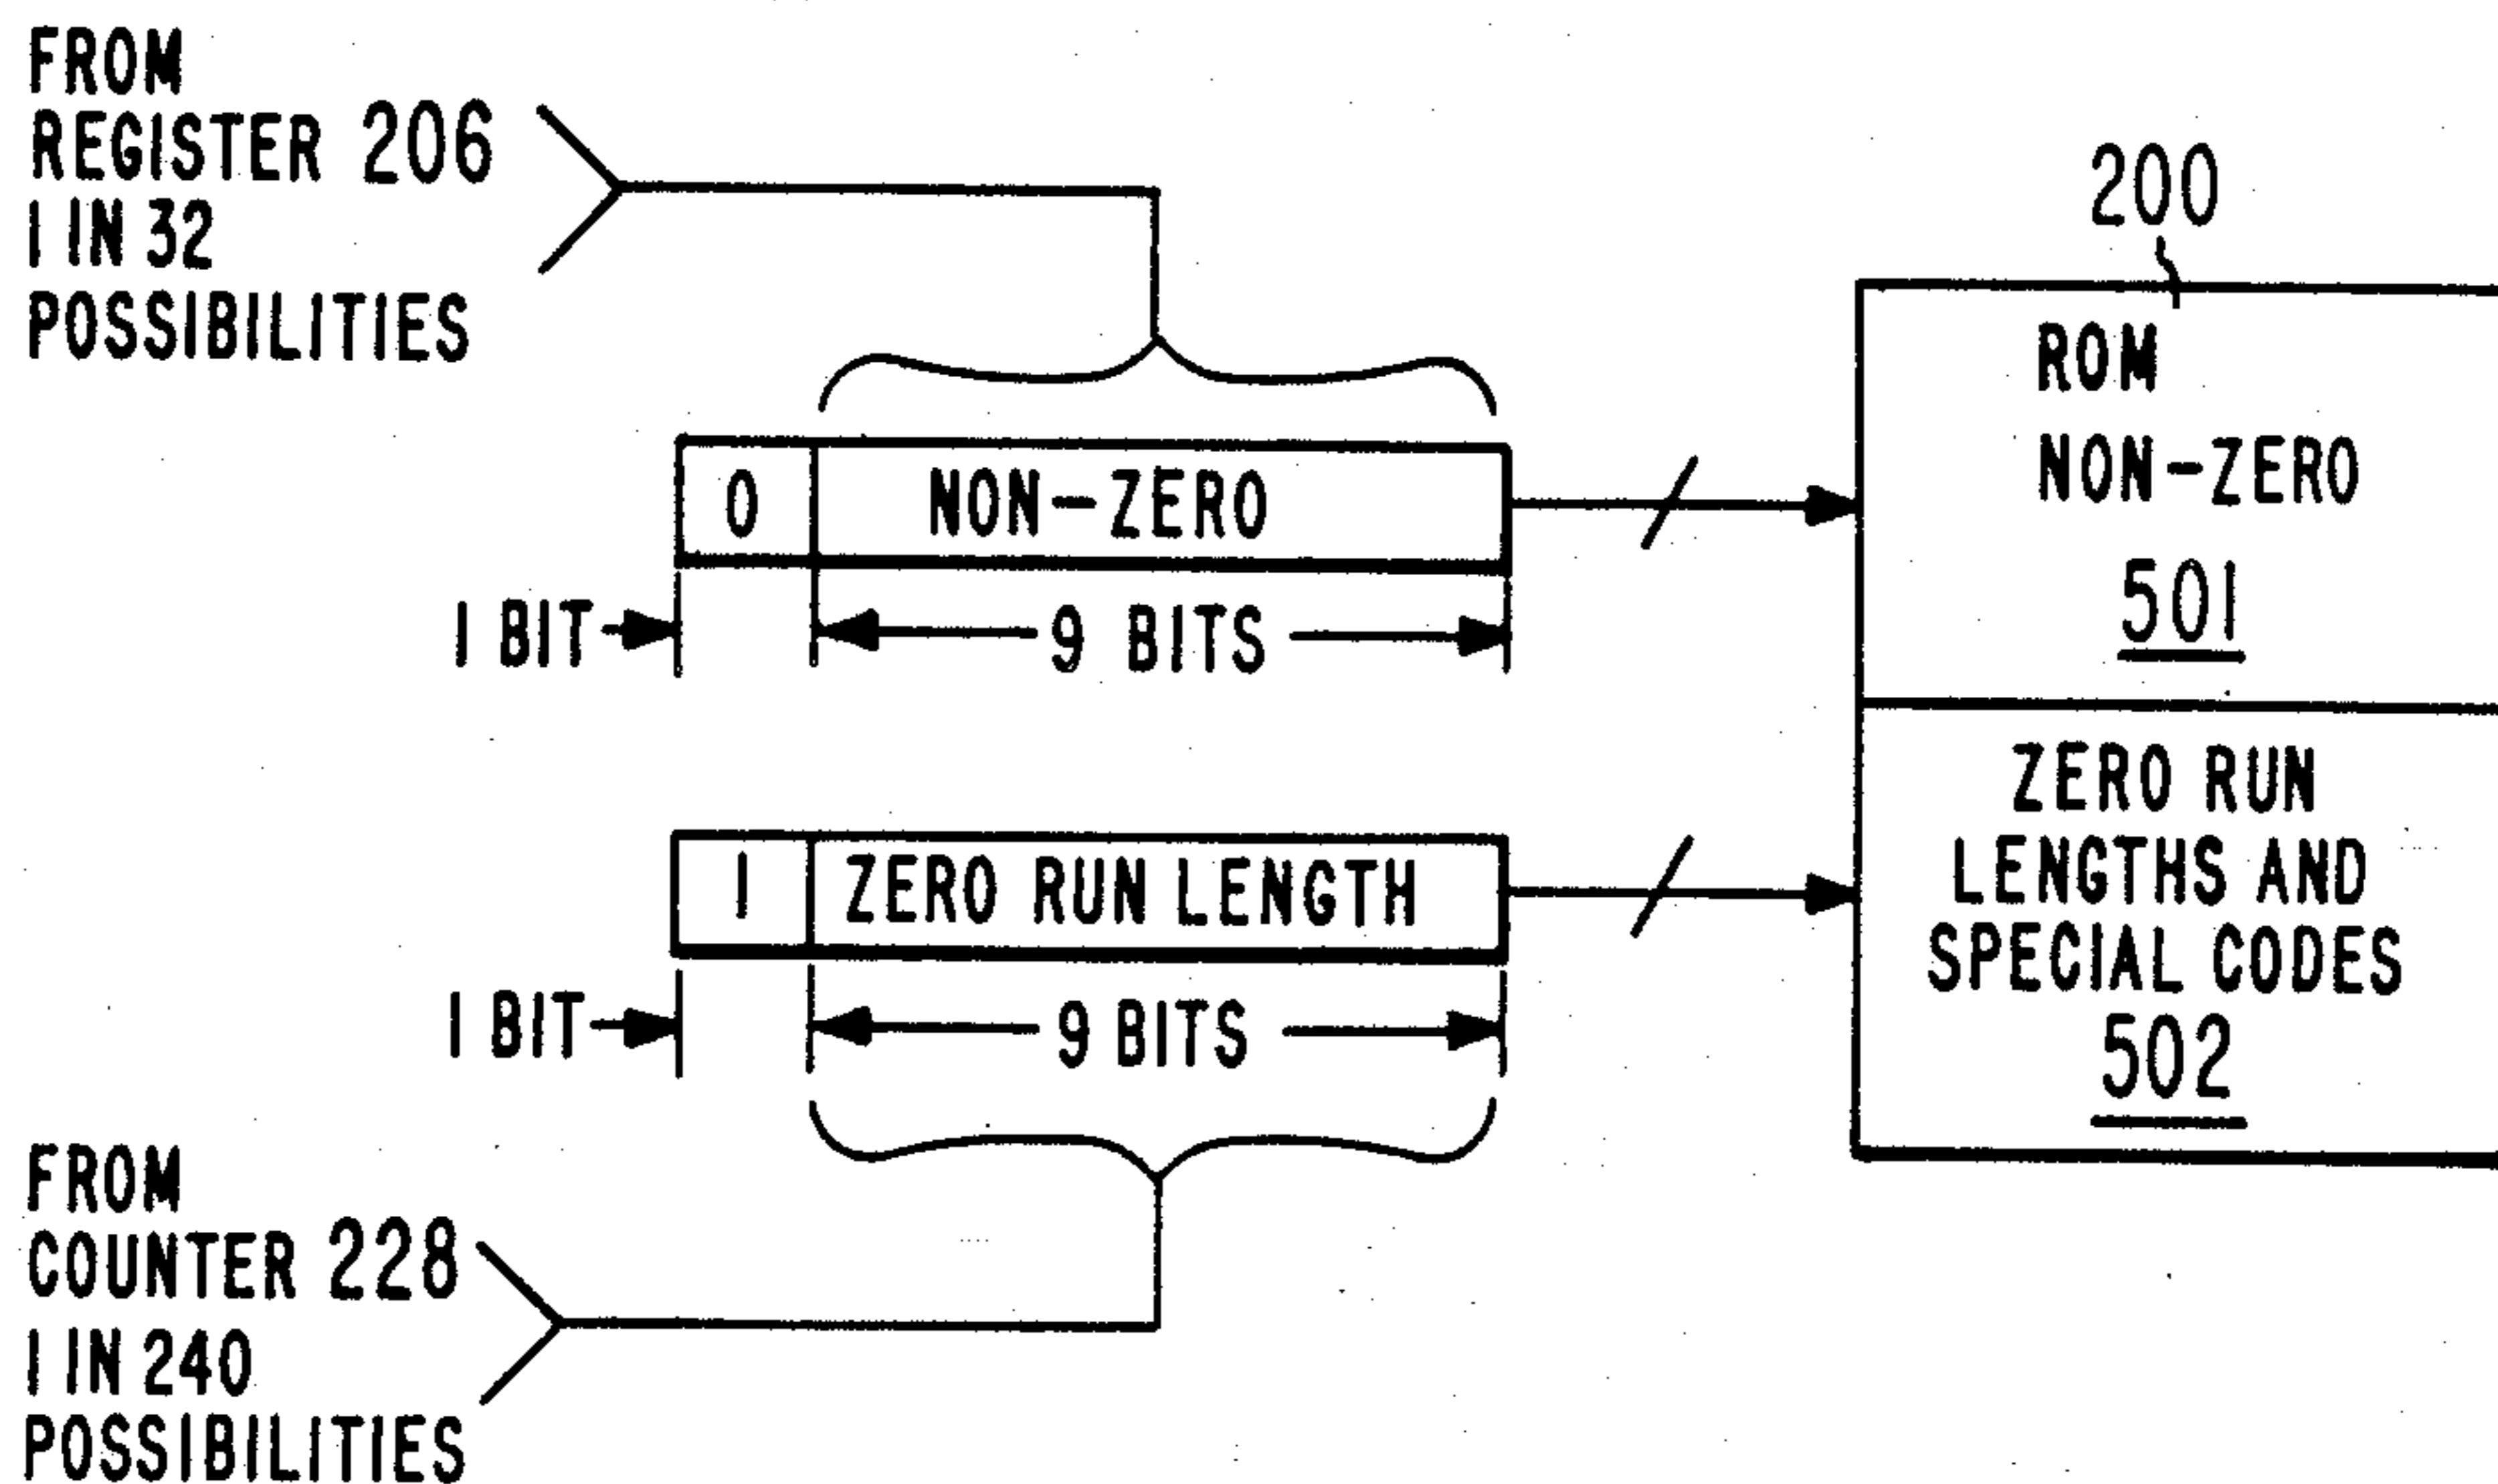 FROM
REGISTER 206
1 IN 32
POSSIBILITIES
200
ROM
NON-ZERO
501
0 NON-ZERO
1 BIT 9 BITS
ZERO RUN
LENGTHS AND
SPECIAL CODES
502
1 ZERO RUN LENGTH
1 BIT 9 BITS
FROM
COUNTER 228
1 IN 240
POSSIBILITIES